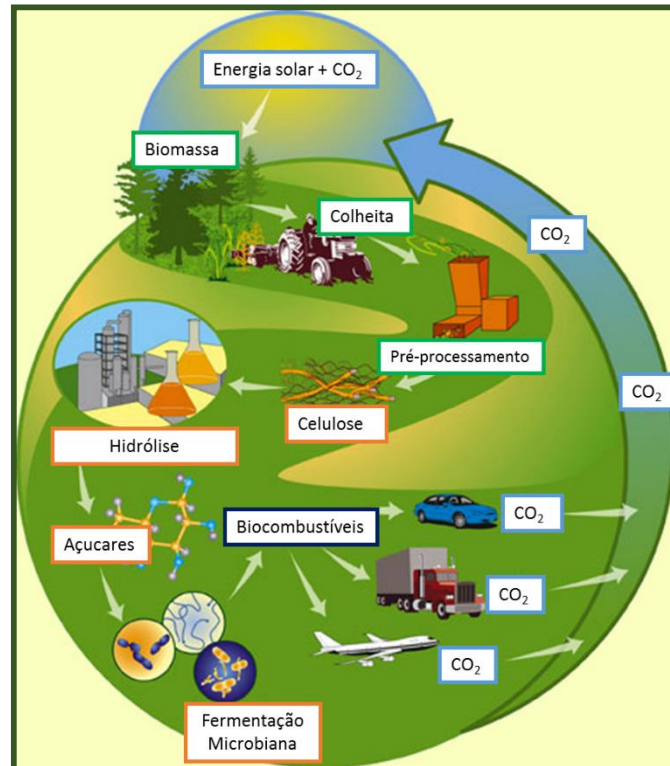 Energia solar + CO₂
Biomassa
Colheita
CO₂
Pré-processamento
CO₂
Celulose
Hidrólise
Açucares
Biocombustíveis
CO₂
CO₂
CO₂
Fermentação
Microbiana